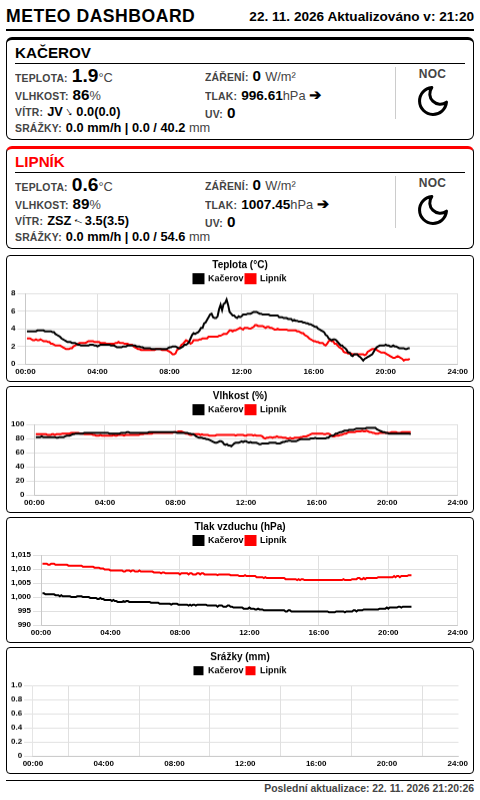 METEO DASHBOARD 22. 11. 2026 Aktualizováno v: 21:20
KAČEROV
TEPLOTA: 1.9°C ZÁŘENÍ: 0 W/m² NOC
VLHKOST: 86% TLAK: 996.61hPa ➔
VÍTR: JV → 0.0(0.0) UV: 0
SRÁŽKY: 0.0 mm/h | 0.0 / 40.2 mm
LIPNÍK
TEPLOTA: 0.6°C ZÁŘENÍ: 0 W/m² NOC
VLHKOST: 89% TLAK: 1007.45hPa ➔
VÍTR: ZSZ → 3.5(3.5) UV: 0
SRÁŽKY: 0.0 mm/h | 0.0 / 54.6 mm
Teplota (°C)
Kačerov Lipník
8
6
4
2
0
00:00 04:00 08:00 12:00 16:00 20:00 24:00
Vlhkost (%)
Kačerov Lipník
100
80
60
40
20
0
00:00 04:00 08:00 12:00 16:00 20:00 24:00
Tlak vzduchu (hPa)
Kačerov Lipník
1,015
1,010
1,005
1,000
995
990
00:00 04:00 08:00 12:00 16:00 20:00 24:00
Srážky (mm)
Kačerov Lipník
1.0
0.8
0.6
0.4
0.2
0
00:00 04:00 08:00 12:00 16:00 20:00 24:00
Poslední aktualizace: 22. 11. 2026 21:20:26